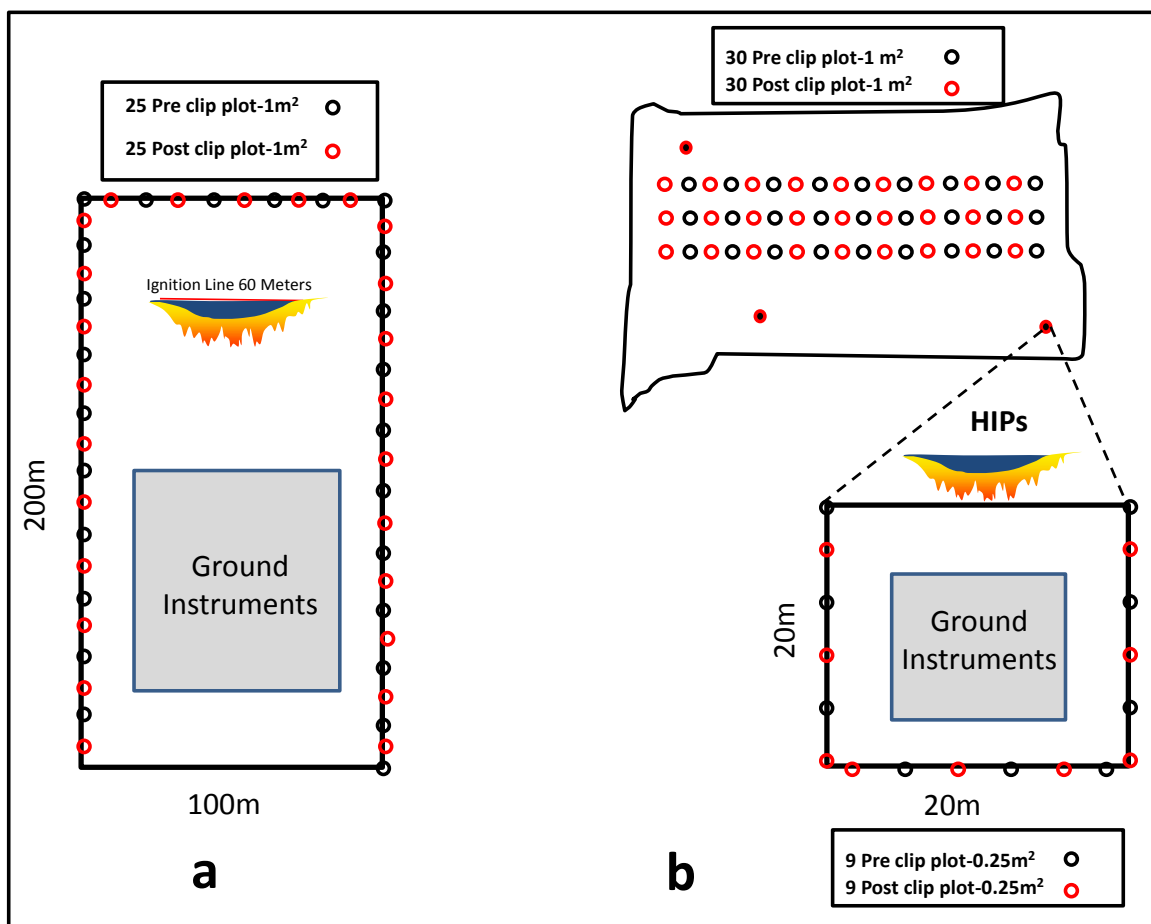 25 Pre clip plot-1m²
25 Post clip plot-1m²
Ignition Line 60 Meters
200m
Ground
Instruments
100m
a
30 Pre clip plot-1 m²
30 Post clip plot-1 m²
HIPs
20m
Ground
Instruments
20m
b
9 Pre clip plot-0.25m²
9 Post clip plot-0.25m²